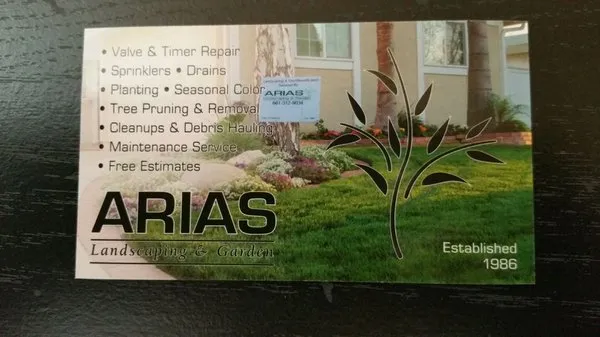 • Valve & Timer Repair
• Sprinklers • Drains
• Planting • Seasonal Color
• Tree Pruning & Removal
• Cleanups & Debris Hauling
• Maintenance Service
• Free Estimates
ARIAS
ARIAS
Landscaping & Garden
Established
1986